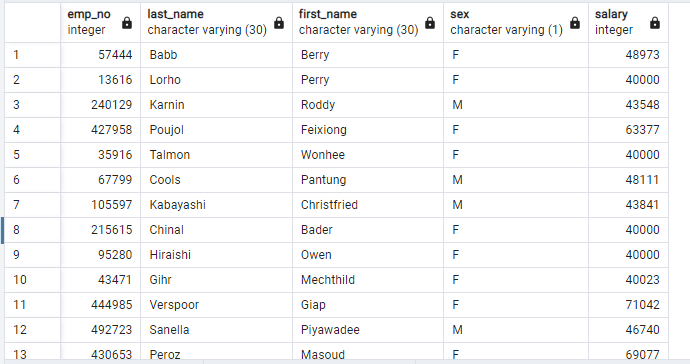 emp_no last_name first_name sex salary
integer character varying (30) character varying (30) character varying (1) integer
1 57444 Babb Berry F 48973
2 13616 Lorho Perry F 40000
3 240129 Karnin Roddy M 43548
4 427958 Poujol Feixiong F 63377
5 35916 Talmon Wonhee F 40000
6 67799 Cools Pantung M 48111
7 105597 Kabayashi Christfried M 43841
8 215615 Chinal Bader F 40000
9 95280 Hiraishi Owen F 40000
10 43471 Gihr Mechthild F 40023
11 444985 Verspoor Giap F 71042
12 492723 Sanella Piyawadee M 46740
13 430653 Peroz Masoud F 69077